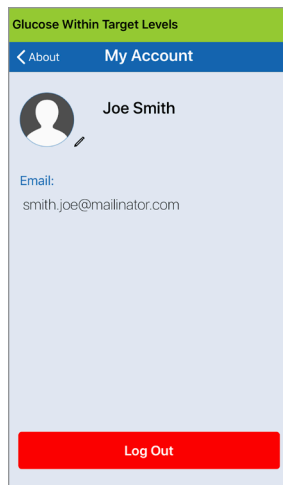 Glucose Within Target Levels
About
My Account
Joe Smith
Email:
smith.joe@mailinator.com
Log Out